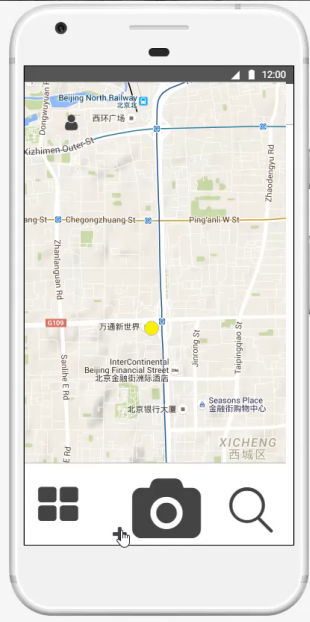 12:00
Beijing North Railway
北京北
西环广场
Dongwuyuan R
Xizhimen Outer St
Zhaodengyu Rd
ang St
Chegongzhuang St
Ping'anli W St
Zhanlanguan Rd
G109
万通新世界
InterContinental
Beijing Financial Street
北京金融街洲际酒店
Jinrong St
Taipingqiao St
Sanlihe E Rd
Seasons Place
金融街购物中心
北京银行大厦
E Rd
XICHENG
西城区